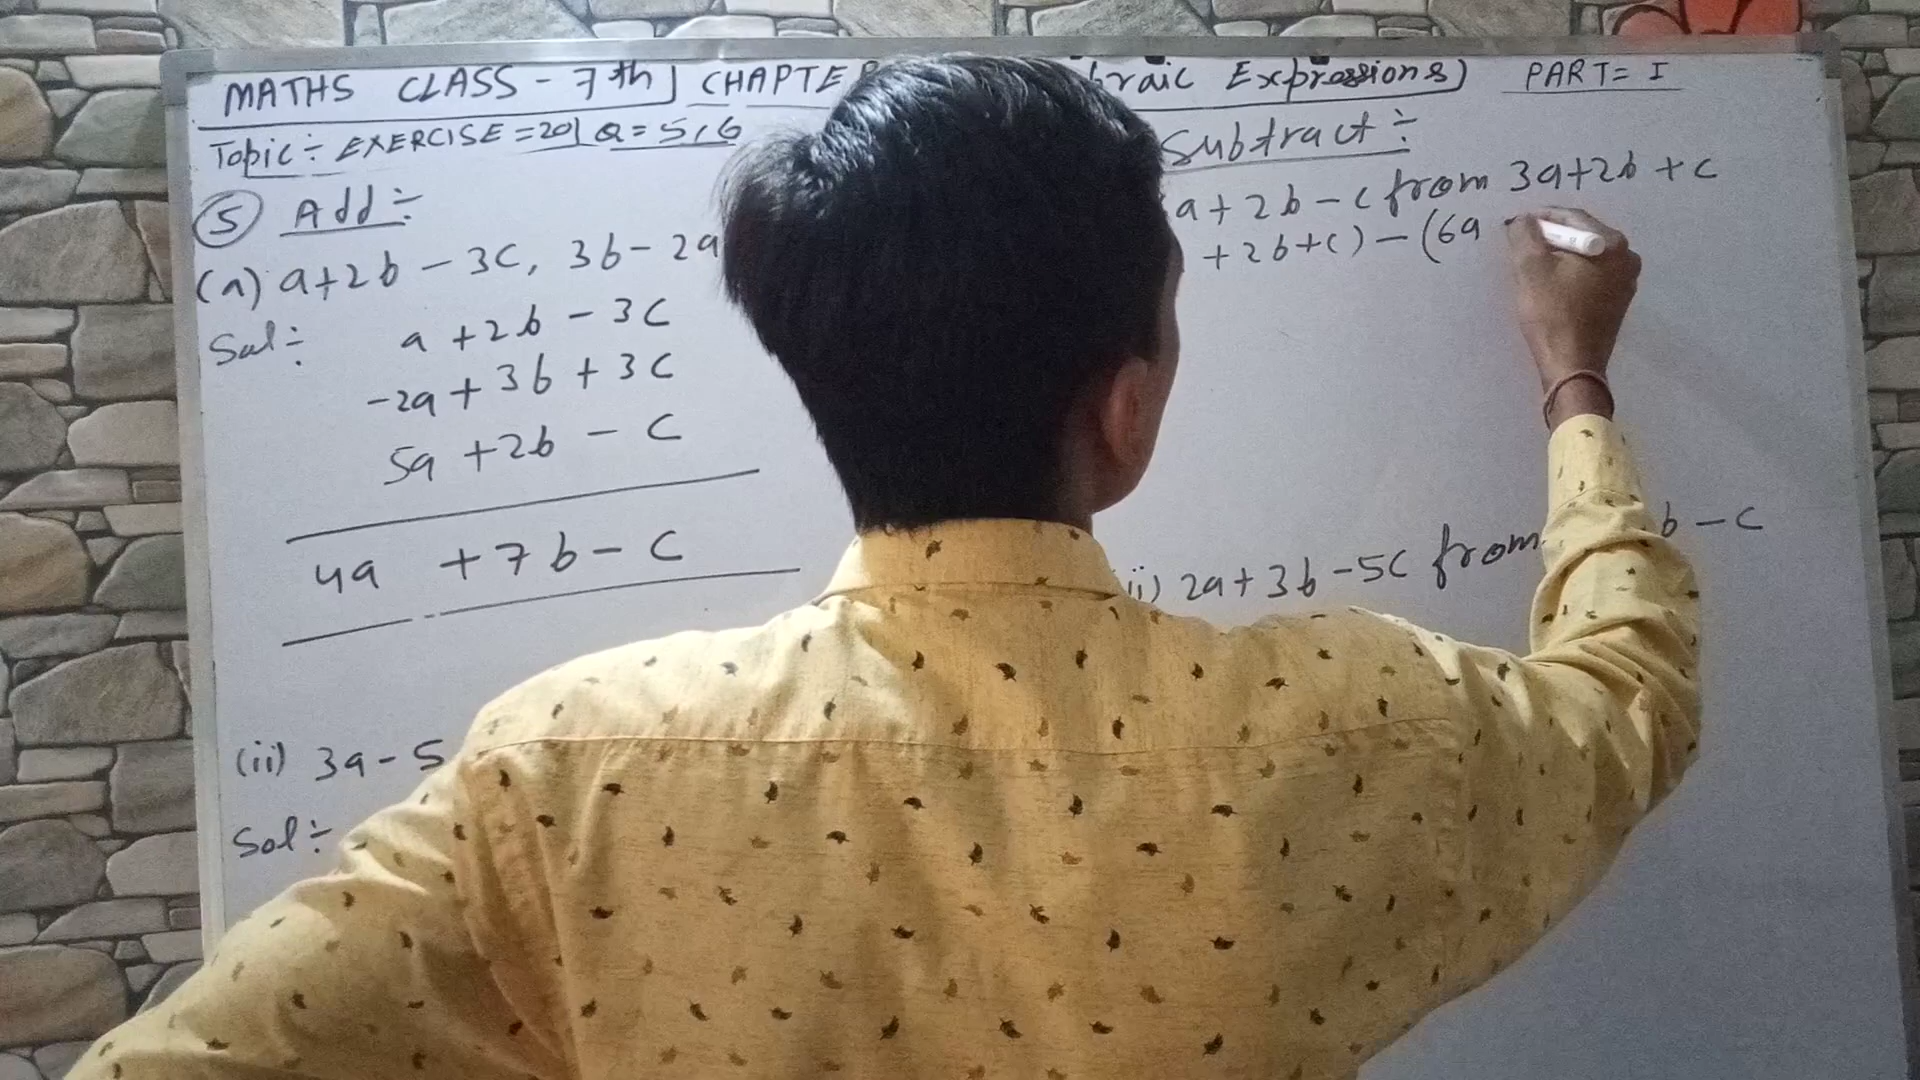 MATHS CLASS - 7th] CHAPTE
braic Expressions) PART= I
Topic÷ EXERCISE=20] Q=5,6
(5) Add÷
(a) a+2b-3c, 3b-2a
Sol÷ a+2b-3c
-2a+3b+3c
5a+2b-c
4a+7b-c
(ii) 3a-5
Sol÷
Subtract÷
a+2b-c from 3a+2b+c
+2b+c)-(6a
ii) 2a+3b-5c from b-c